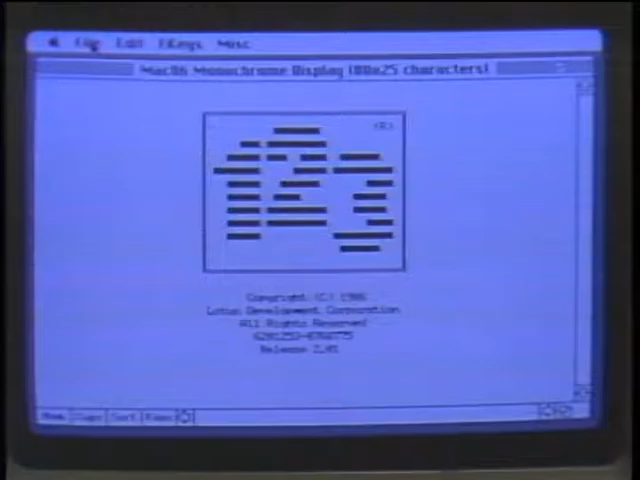 File Edit FKeys Misc
Mac86 Monochrome Display (80x25 characters)
(R)
123
Copyright (C) 1986
Lotus Development Corporation
All Rights Reserved
Release 2.01